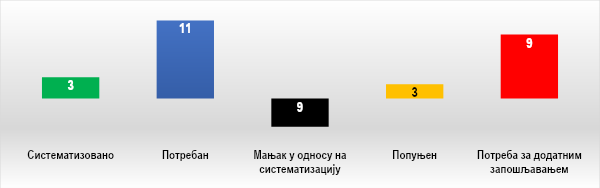 3
11
9
3
9
Систематизовано
Потребан
Мањак у односу на
систематизацију
Попуњен
Потреба за додатним
запошљавањем